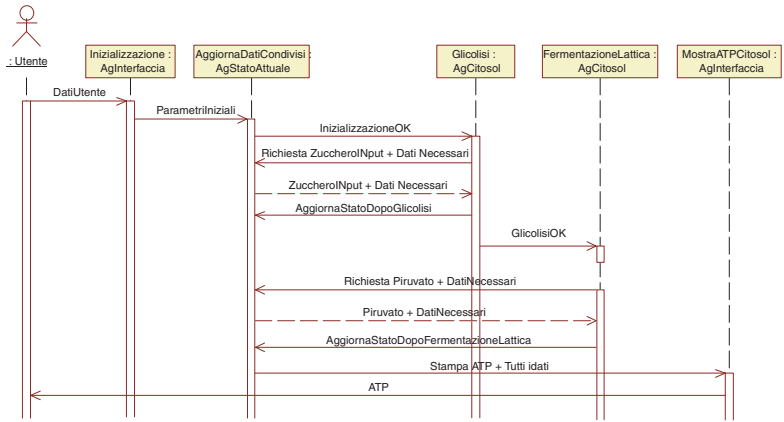 : Utente
Inizializzazione :
AgInterfaccia
AggiornaDatiCondivisi :
AgStatoAttuale
Glicolisi :
AgCitosol
FermentazioneLattica :
AgCitosol
MostraATPCitosol :
AgInterfaccia
DatiUtente
ParametriIniziali
InizializzazioneOK
Richiesta ZuccheroINput + Dati Necessari
ZuccheroINput + Dati Necessari
AggiornaStatoDopoGlicolisi
GlicolisiOK
Richiesta Piruvato + DatiNecessari
Piruvato + DatiNecessari
AggiornaStatoDopoFermentazioneLattica
Stampa ATP + Tutti idati
ATP